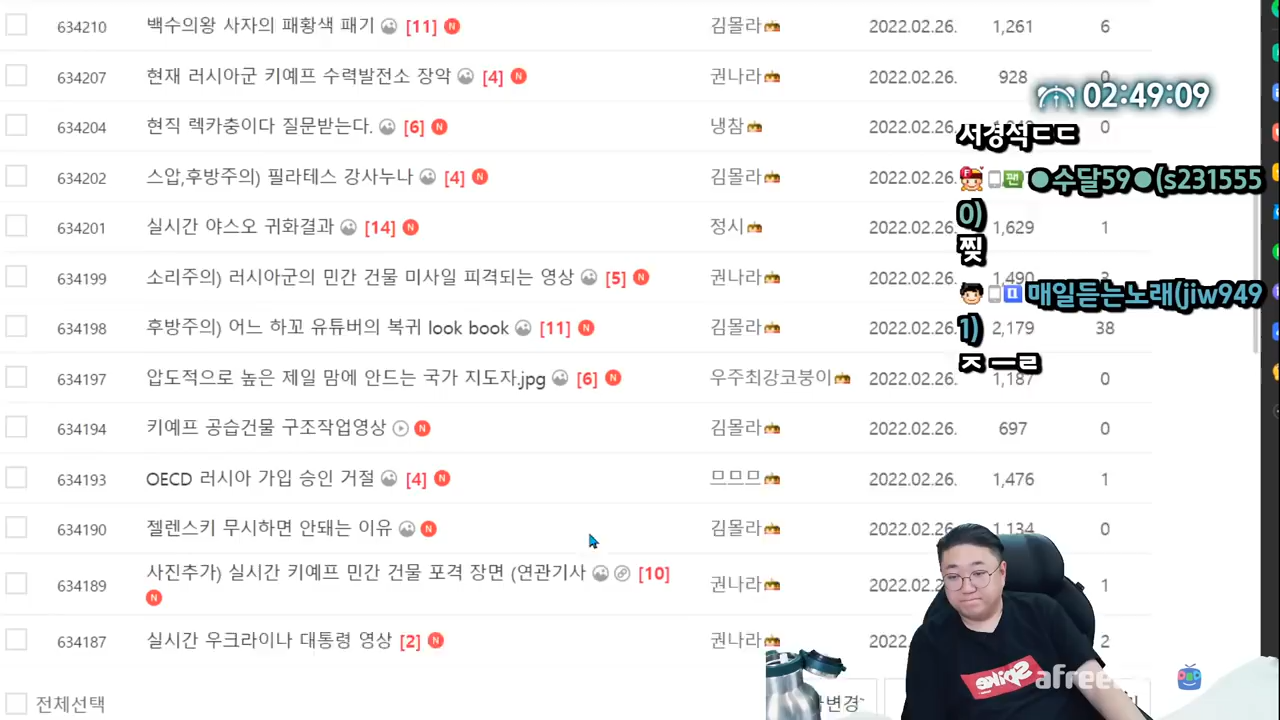 634210 백수의왕 사자의 패황색 패기 [11] N 김몰라 2022.02.26. 1,261 6
634207 현재 러시아군 키예프 수력발전소 장악 [4] N 권나라 2022.02.26. 928 0
02:49:09
634204 현직 렉카충이다 질문받는다. [6] N 냉참 2022.02.26. 0
서경적ㄷㄷ
634202 스압,후방주의) 필라테스 강사누나 [4] N 김몰라 2022.02.26.
F 팬 ●수달59●(s231555
0)
634201 실시간 야스오 귀화결과 [14] N 정시 2022.02.26. 1,629 1
찢
634199 소리주의) 러시아군의 민간 건물 미사일 피격되는 영상 [5] N 권나라 2022.02.26. 1,490 3
매일듣는노래(jiw949
1)
634198 후방주의) 어느 하꼬 유튜버의 복귀 look book [11] N 김몰라 2022.02.26. 2,179 38
ㅈ ㅡㄹ
634197 압도적으로 높은 제밀 맘에 안드는 국가 지도자.jpg [6] N 우주최강코붕이 2022.02.26. 1,187 0
634194 키예프 공습건물 구조작업영상 N 김몰라 2022.02.26. 697 0
634193 OECD 러시아 가입 승인 거절 [4] N 므므므 2022.02.26. 1,476 1
634190 젤렌스키 무시하면 안돼는 이유 N 김몰라 2022.02.26. 1,134 0
634189 사진추가) 실시간 키예프 민간 건물 포격 장면 (연관기사 [10] 권나라 2022.02.2 1
N
634187 실시간 우크라이나 대통령 영상 [2] N 권나라 2022. 2
Spike
afree
전체선택 변경